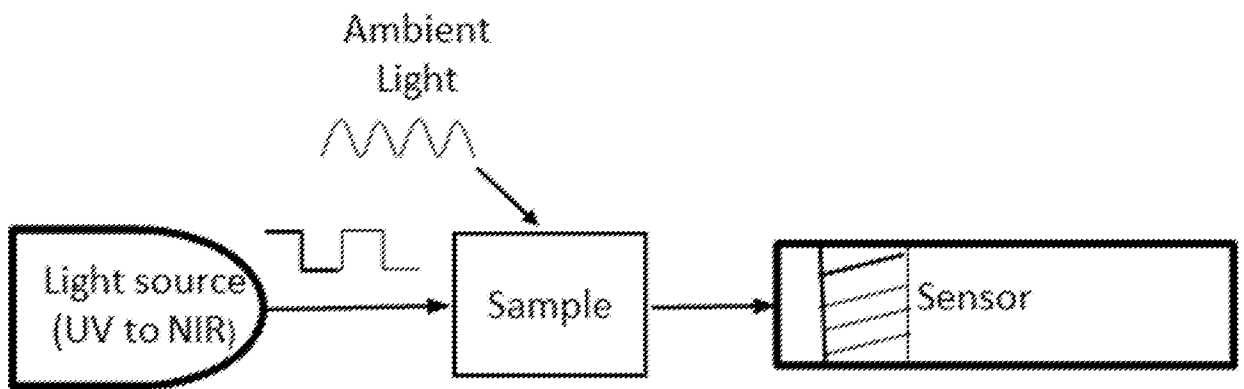 Ambient
Light
Light source
(UV to NIR)
Sample
Sensor